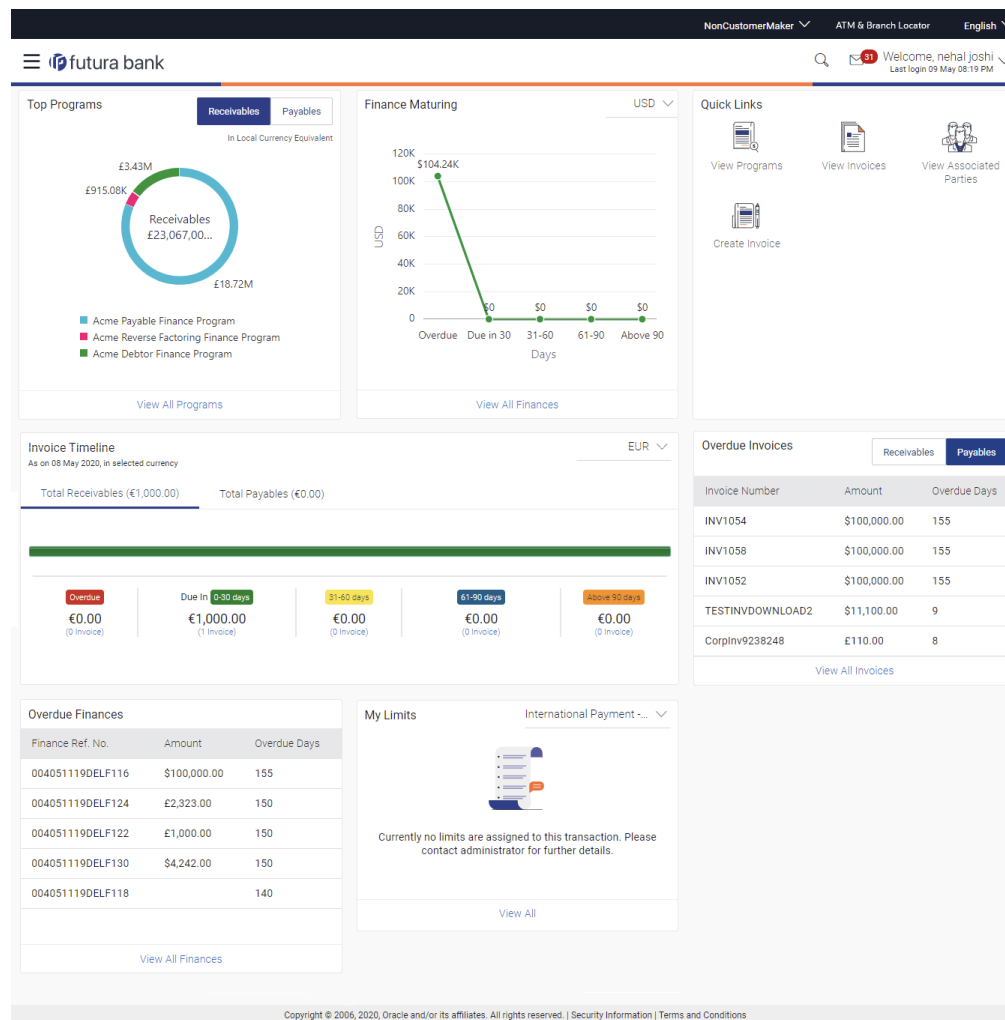 NonCustomerMaker ATM & Branch Locator English
futura bank 31 Welcome, nehal joshi
Last login 09 May 08:19 PM
Top Programs Receivables Payables
In Local Currency Equivalent
£3.43M
£915.08K
Receivables
£23,067,00...
£18.72M
Acme Payable Finance Program
Acme Reverse Factoring Finance Program
Acme Debtor Finance Program
View All Programs
Finance Maturing USD
120K
$104.24K
100K
80K
60K
40K
20K
0
USD
$0 $0 $0 $0
Overdue Due in 30 31-60 61-90 Above 90
Days
View All Finances
Quick Links
View Programs View Invoices View Associated
Parties
Create Invoice
Invoice Timeline EUR
As on 08 May 2020, in selected currency
Total Receivables (€1,000.00) Total Payables (€0.00)
Overdue Due In 0-30 days 31-60 days 61-90 days Above 90 days
€0.00 €1,000.00 €0.00 €0.00 €0.00
(0 Invoice) (1 Invoice) (0 Invoice) (0 Invoice) (0 Invoice)
Overdue Invoices Receivables Payables
Invoice Number Amount Overdue Days
INV1054 $100,000.00 155
INV1058 $100,000.00 155
INV1052 $100,000.00 155
TESTINVDOWNLOAD2 $11,100.00 9
CorpInv9238248 £110.00 8
View All Invoices
Overdue Finances
Finance Ref. No. Amount Overdue Days
004051119DELF116 $100,000.00 155
004051119DELF124 £2,323.00 150
004051119DELF122 £1,000.00 150
004051119DELF130 $4,242.00 150
004051119DELF118 140
View All Finances
My Limits International Payment -...
Currently no limits are assigned to this transaction. Please
contact administrator for further details.
View All
Copyright © 2006, 2020, Oracle and/or its affiliates. All rights reserved. | Security Information | Terms and Conditions